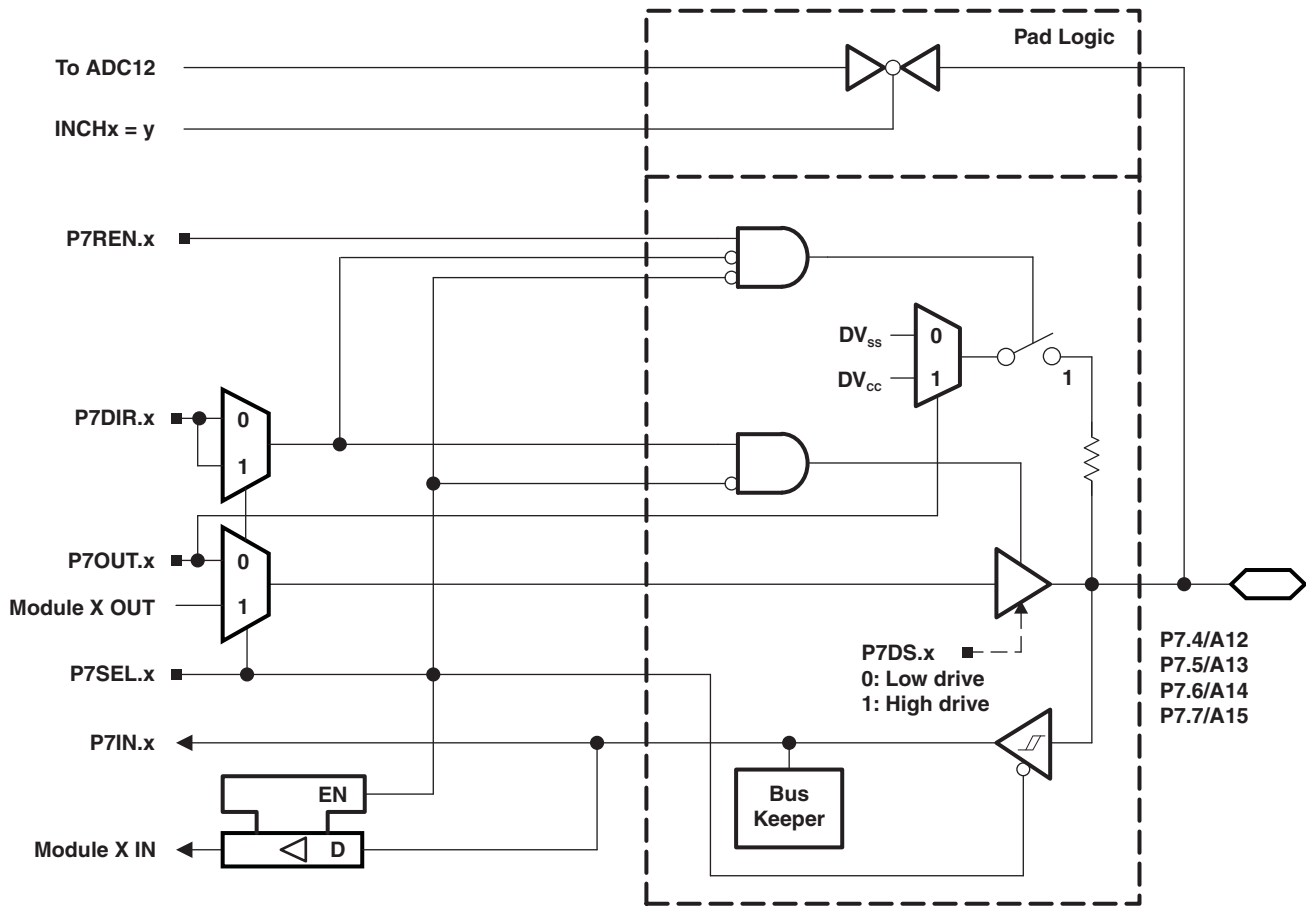 Pad Logic
To ADC12
INCHx = y
P7REN.x
DVss
0
DVcc
1
1
P7DIR.x
0
1
P7OUT.x
0
Module X OUT
1
P7DS.x
0: Low drive
1: High drive
P7.4/A12
P7.5/A13
P7.6/A14
P7.7/A15
P7SEL.x
P7IN.x
EN
Bus
Keeper
Module X IN
D